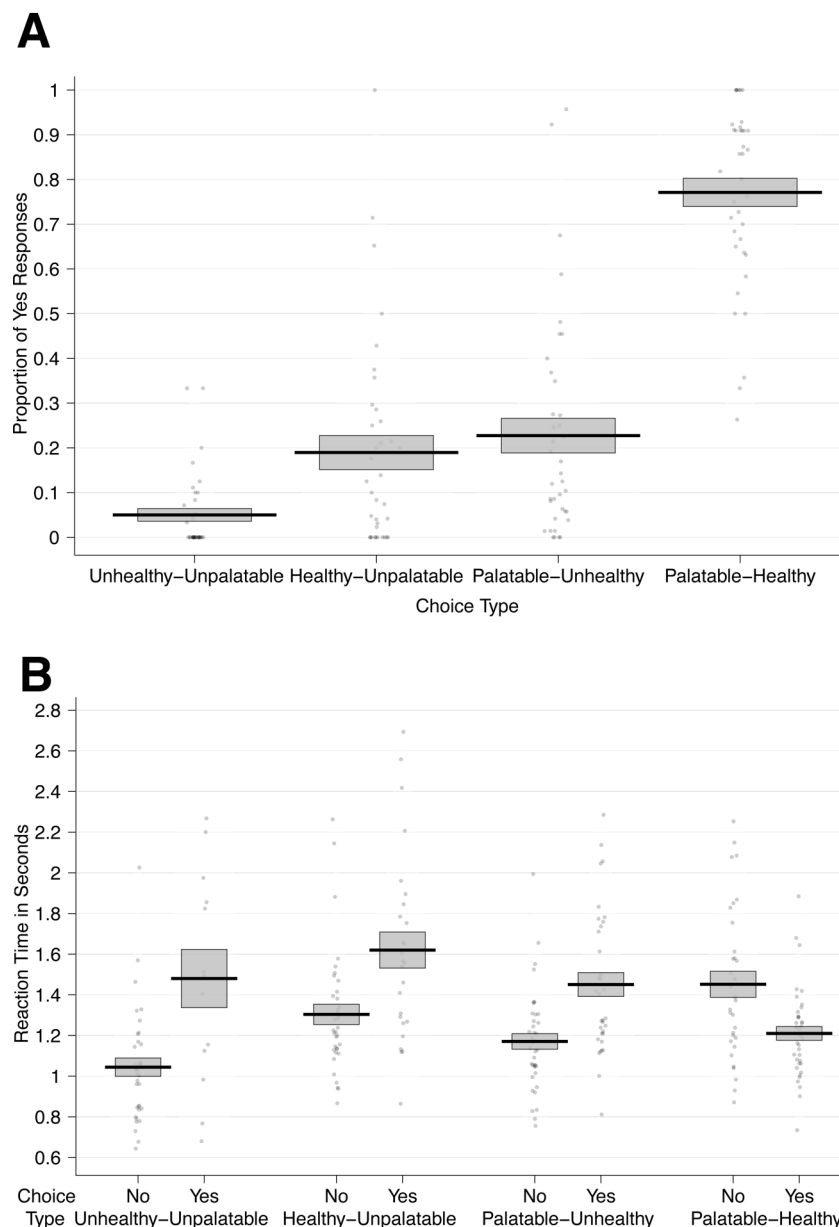 A
1
0.9
0.8
0.7
0.6
0.5
0.4
0.3
0.2
0.1
0
Proportion of Yes Responses
Unhealthy−Unpalatable Healthy−Unpalatable Palatable−Unhealthy Palatable−Healthy
Choice Type
B
2.8
2.6
2.4
2.2
2
1.8
1.6
1.4
1.2
1
0.8
0.6
Reaction Time in Seconds
Choice No Yes No Yes No Yes No Yes
Type Unhealthy−Unpalatable Healthy−Unpalatable Palatable−Unhealthy Palatable−Health